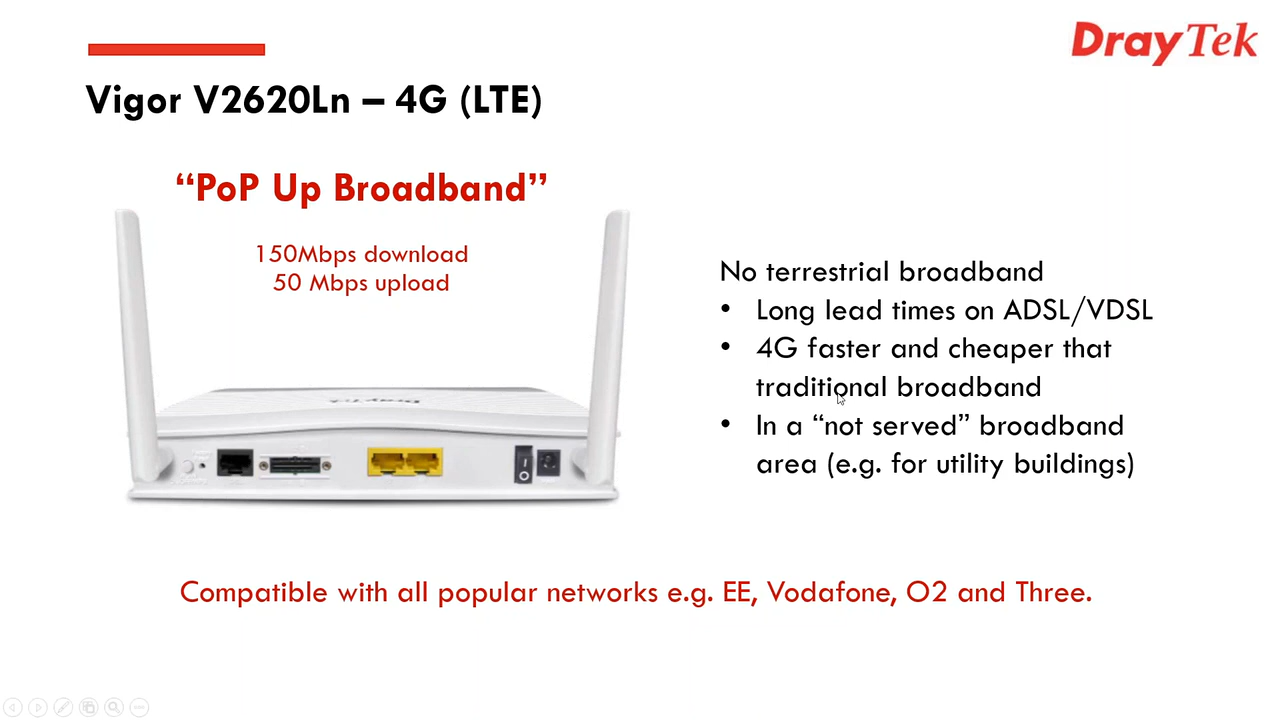 DrayTek
Vigor V2620Ln – 4G (LTE)
“PoP Up Broadband”
150Mbps download
50 Mbps upload
No terrestrial broadband
• Long lead times on ADSL/VDSL
• 4G faster and cheaper that
traditional broadband
• In a “not served” broadband
area (e.g. for utility buildings)
DrayTek
Compatible with all popular networks e.g. EE, Vodafone, O2 and Three.